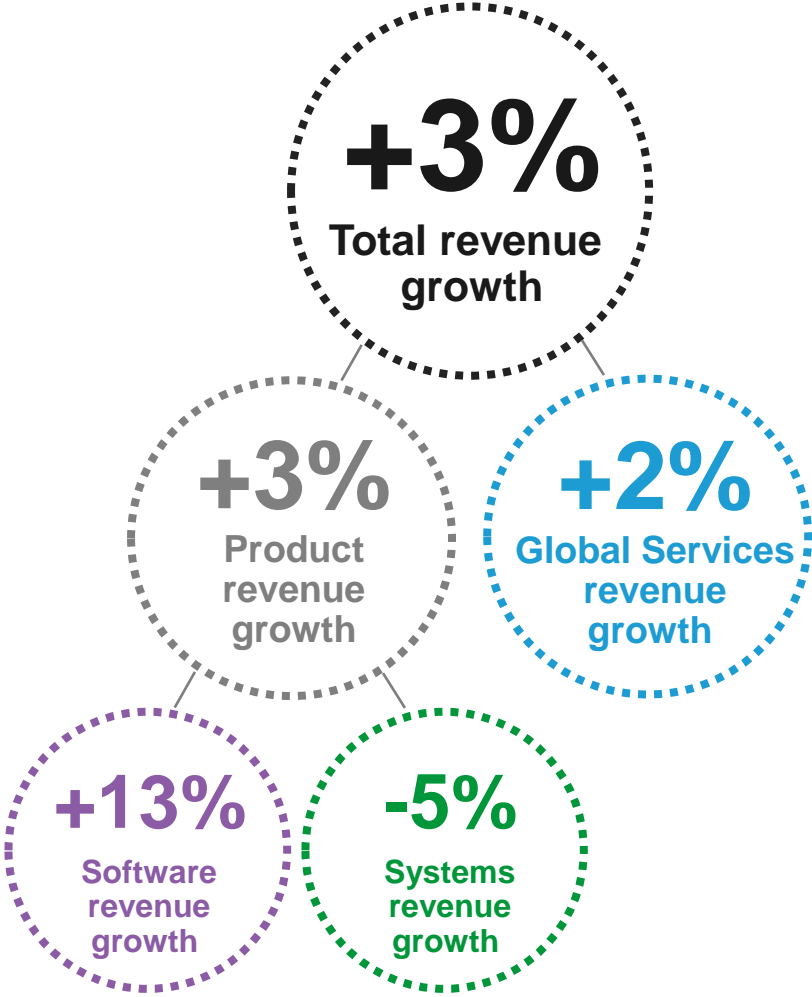 +3%
Total revenue
growth
+3%
Product
revenue
growth
+2%
Global Services
revenue
growth
+13%
Software
revenue
growth
-5%
Systems
revenue
growth